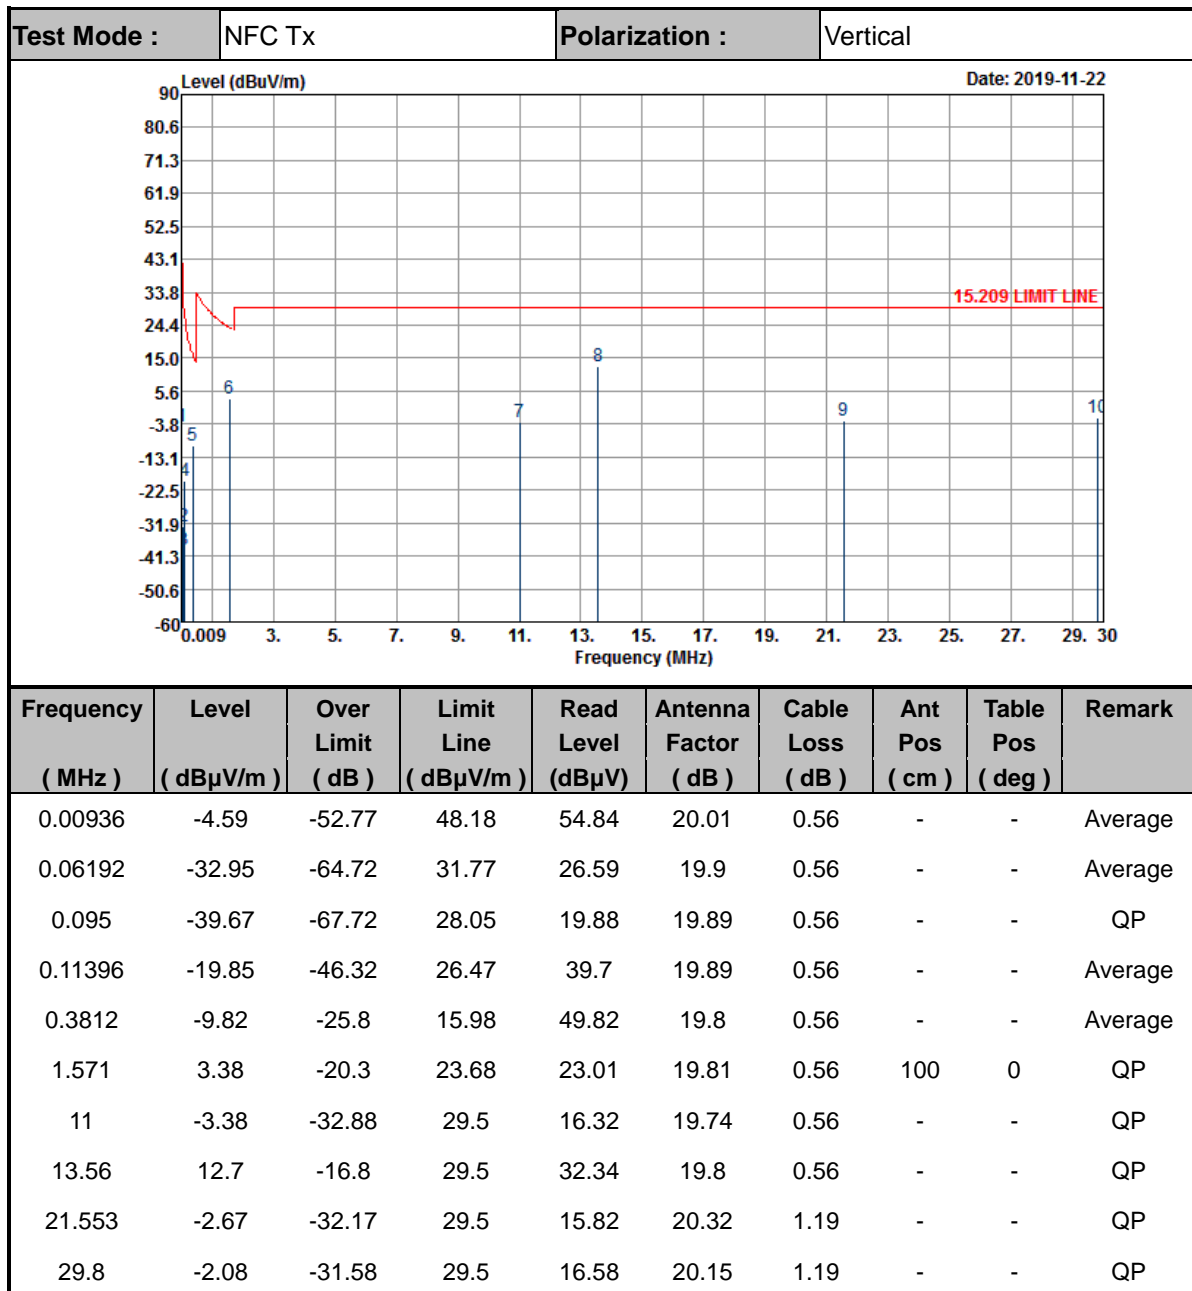 Test Mode : NFC Tx Polarization : Vertical
Level (dBuV/m) Date: 2019-11-22
90
80.6
71.3
61.9
52.5
43.1
33.8
24.4
15.0
5.6
-3.8
-13.1
-22.5
-31.9
-41.3
-50.6
-60
15.209 LIMIT LINE
1
2
3
4
5
6
7
8
9
10
0.009 3. 5. 7. 9. 11. 13. 15. 17. 19. 21. 23. 25. 27. 29. 30
Frequency (MHz)
Frequency Level Over Limit Read Antenna Cable Ant Table Remark
Limit Line Level Factor Loss Pos Pos
( MHz ) ( dBµV/m ) ( dB ) ( dBµV/m ) (dBµV) ( dB ) ( dB ) ( cm ) ( deg )
0.00936 -4.59 -52.77 48.18 54.84 20.01 0.56 - - Average
0.06192 -32.95 -64.72 31.77 26.59 19.9 0.56 - - Average
0.095 -39.67 -67.72 28.05 19.88 19.89 0.56 - - QP
0.11396 -19.85 -46.32 26.47 39.7 19.89 0.56 - - Average
0.3812 -9.82 -25.8 15.98 49.82 19.8 0.56 - - Average
1.571 3.38 -20.3 23.68 23.01 19.81 0.56 100 0 QP
11 -3.38 -32.88 29.5 16.32 19.74 0.56 - - QP
13.56 12.7 -16.8 29.5 32.34 19.8 0.56 - - QP
21.553 -2.67 -32.17 29.5 15.82 20.32 1.19 - - QP
29.8 -2.08 -31.58 29.5 16.58 20.15 1.19 - - QP